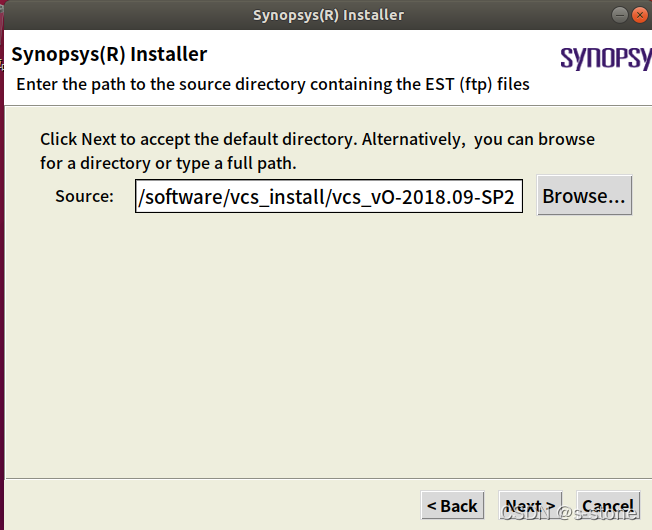 Synopsys(R) Installer
Synopsys(R) Installer
SYNOPSY
Enter the path to the source directory containing the EST (ftp) files
Click Next to accept the default directory. Alternatively, you can browse
for a directory or type a full path.
Source: /software/vcs_install/vcs_vO-2018.09-SP2 Browse...
< Back Next > Cancel
CSDN @s-stone